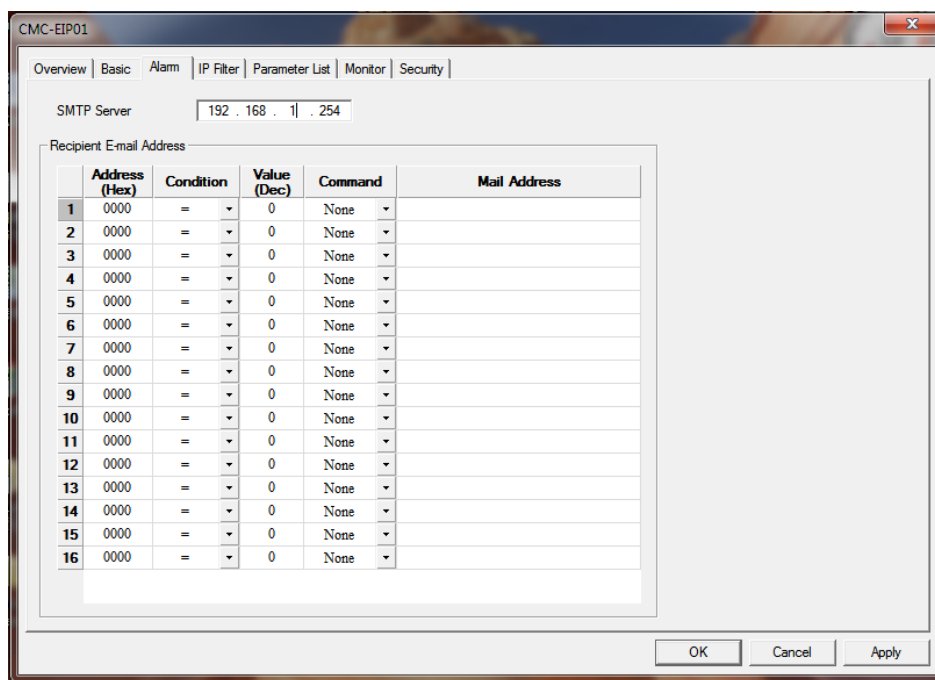 CMC-EIP01
Overview Basic Alarm IP Filter Parameter List Monitor Security
SMTP Server 192 . 168 . 1 . 254
Recipient E-mail Address
Address (Hex) Condition Value (Dec) Command Mail Address
1 0000 = 0 None
2 0000 = 0 None
3 0000 = 0 None
4 0000 = 0 None
5 0000 = 0 None
6 0000 = 0 None
7 0000 = 0 None
8 0000 = 0 None
9 0000 = 0 None
10 0000 = 0 None
11 0000 = 0 None
12 0000 = 0 None
13 0000 = 0 None
14 0000 = 0 None
15 0000 = 0 None
16 0000 = 0 None
OK Cancel Apply